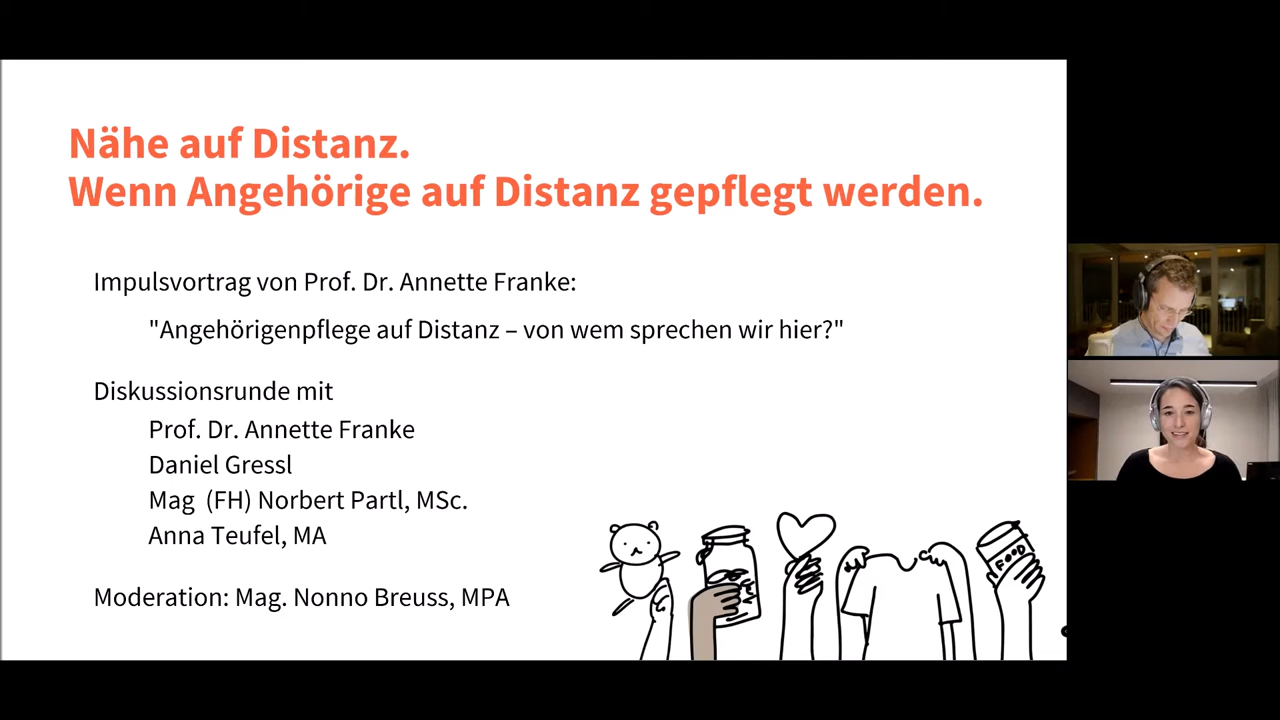 Nähe auf Distanz.
Wenn Angehörige auf Distanz gepflegt werden.
Impulsvortrag von Prof. Dr. Annette Franke:
"Angehörigenpflege auf Distanz – von wem sprechen wir hier?"
Diskussionsrunde mit
Prof. Dr. Annette Franke
Daniel Gressl
Mag (FH) Norbert Partl, MSc.
Anna Teufel, MA
Moderation: Mag. Nonno Breuss, MPA
FOOD